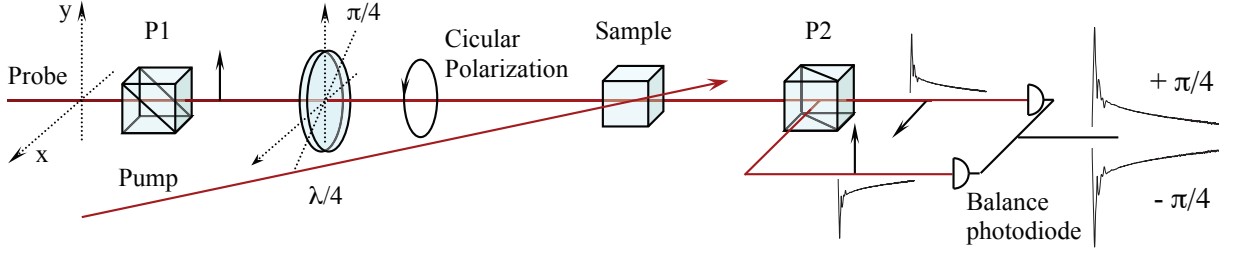 y
P1
π/4
Cicular
Polarization
Sample
P2
Probe
x
Pump
λ/4
+ π/4
- π/4
Balance
photodiode